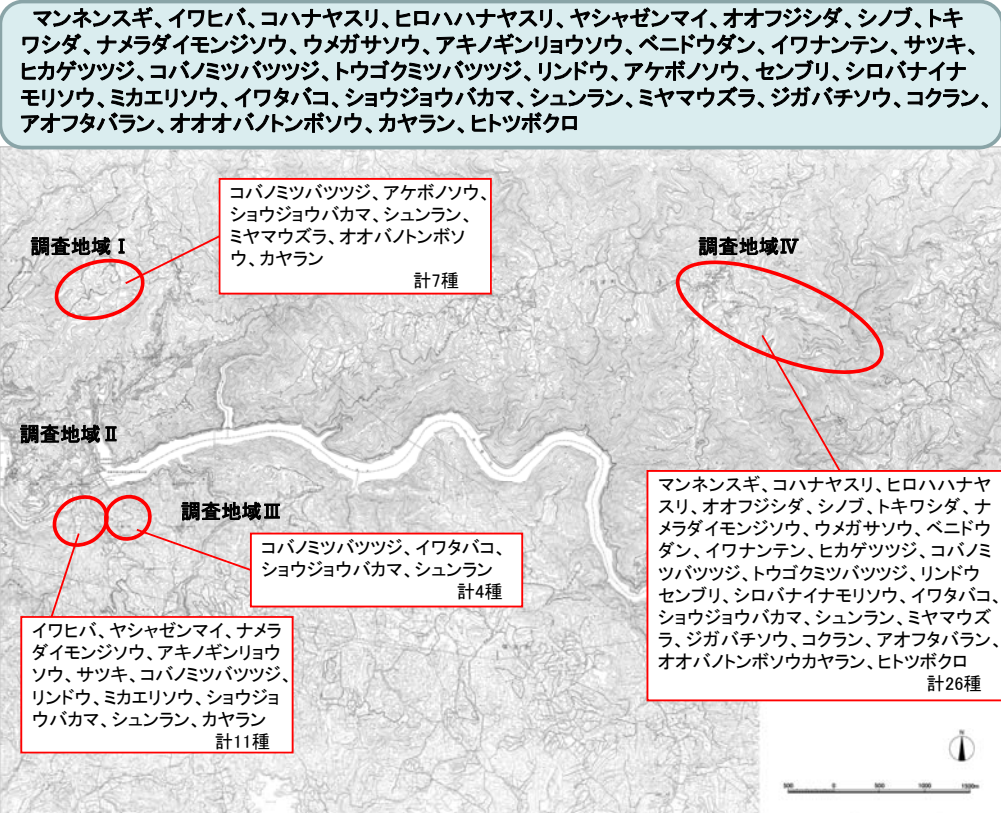 マンネンスギ、イワヒバ、コハナヤスリ、ヒロハハナヤスリ、ヤシャゼンマイ、オオフジシダ、シノブ、トキ
ワシダ、ナメラダイモンジソウ、ウメガサソウ、アキノギンリョウソウ、ベニドウダン、イワナンテン、サツキ、
ヒカゲツツジ、コバノミツバツツジ、トウゴクミツバツツジ、リンドウ、アケボノソウ、センブリ、シロバナイナ
モリソウ、ミカエリソウ、イワタバコ、ショウジョウバカマ、シュンラン、ミヤマウズラ、ジガバチソウ、コクラン、
アオフタバラン、オオオバノトンボソウ、カヤラン、ヒトツボクロ
調査地域Ⅰ
コバノミツバツツジ、アケボノソウ、
ショウジョウバカマ、シュンラン、
ミヤマウズラ、オオバノトンボソ
ウ、カヤラン
計7種
調査地域Ⅳ
調査地域Ⅱ
調査地域Ⅲ
コバノミツバツツジ、イワタバコ、
ショウジョウバカマ、シュンラン
計4種
イワヒバ、ヤシャゼンマイ、ナメラ
ダイモンジソウ、アキノギンリョウ
ソウ、サツキ、コバノミツバツツジ、
リンドウ、ミカエリソウ、ショウジョ
ウバカマ、シュンラン、カヤラン
計11種
マンネンスギ、コハナヤスリ、ヒロハハナヤ
スリ、オオフジシダ、シノブ、トキワシダ、ナ
メラダイモンジソウ、ウメガサソウ、ベニドウ
ダン、イワナンテン、ヒカゲツツジ、コバノミ
ツバツツジ、トウゴクミツバツツジ、リンドウ
センブリ、シロバナイナモリソウ、イワタバコ、
ショウジョウバカマ、シュンラン、ミヤマウズ
ラ、ジガバチソウ、コクラン、アオフタバラン、
オオバノトンボソウカヤラン、ヒトツボクロ
計26種
N
500 0 500 1000 1500m